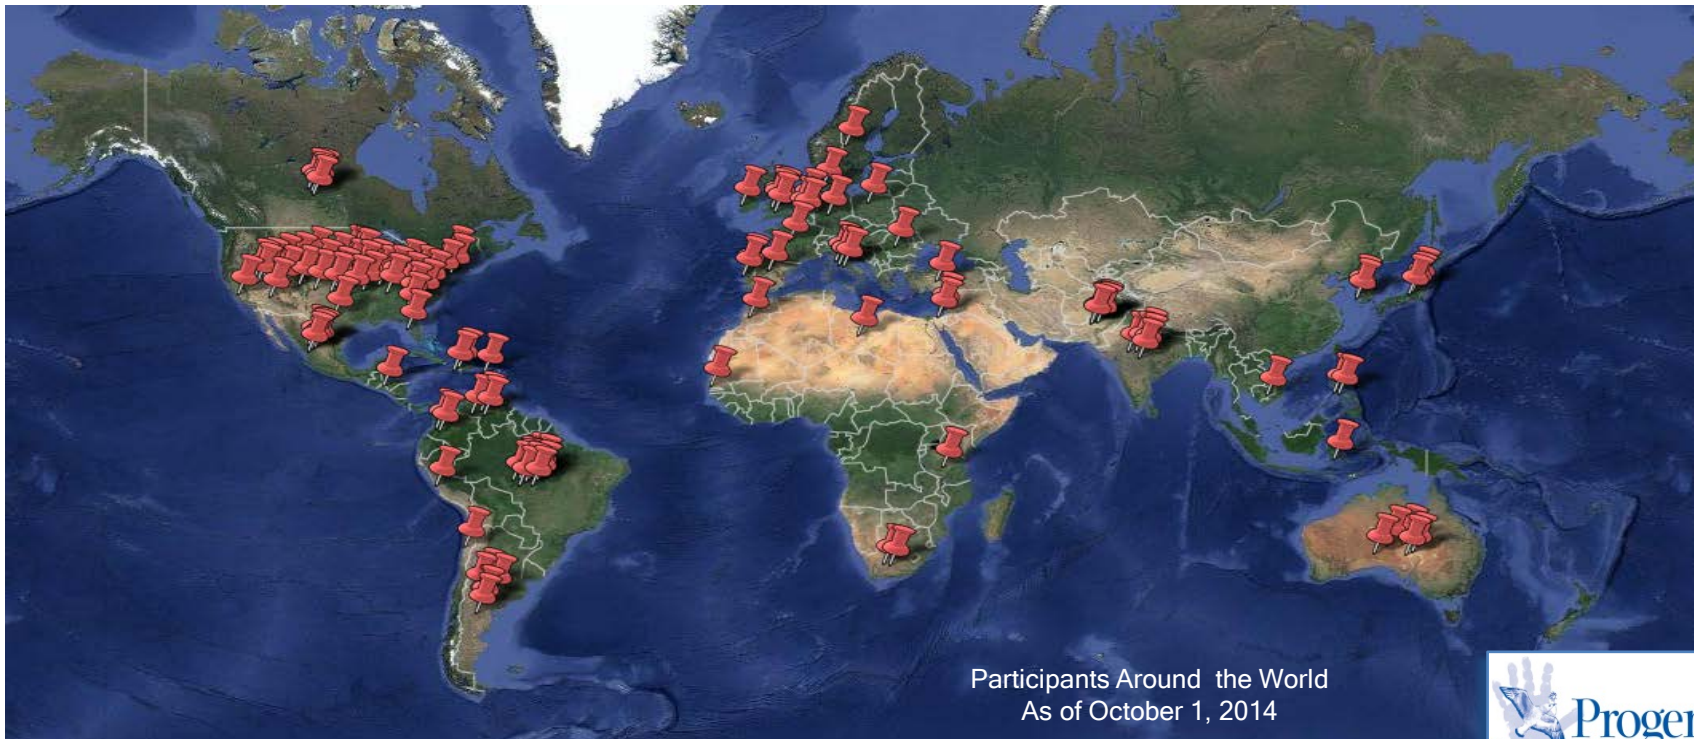 Participants Around the World
As of October 1, 2014